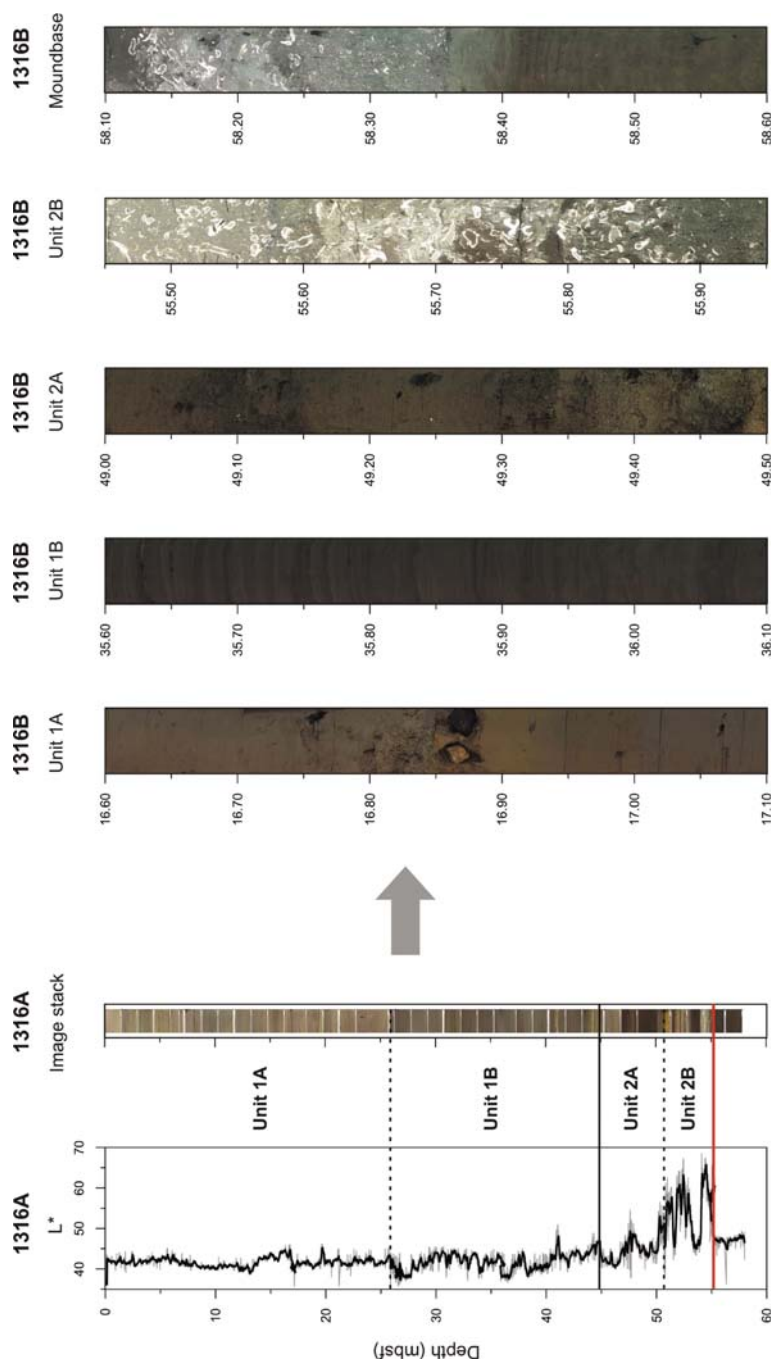 1316A
L*
40
50
60
70
Depth (mbsf)
0
10
20
30
40
50
60
Unit 1A
Unit 1B
Unit 2A
Unit 2B
1316A
Image stack
1316B
Unit 1A
16.60
16.70
16.80
16.90
17.00
17.10
1316B
Unit 1B
35.60
35.70
35.80
35.90
36.00
36.10
1316B
Unit 2A
49.00
49.10
49.20
49.30
49.40
49.50
1316B
Unit 2B
55.50
55.60
55.70
55.80
55.90
1316B
Moundbase
58.10
58.20
58.30
58.40
58.50
58.60